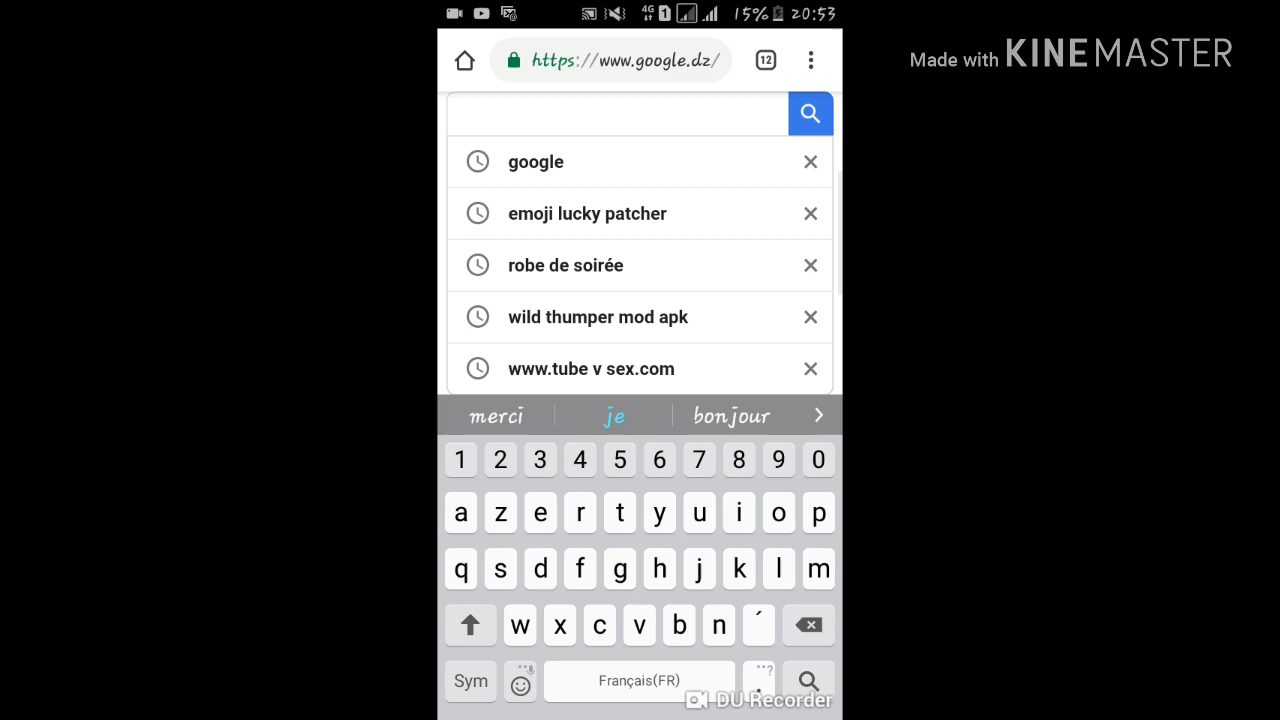 4G 1 15% 20:53
https://www.google.dz/ 12
Made with KINEMASTER
google
emoji lucky patcher
robe de soirée
wild thumper mod apk
www.tube v sex.com
merci je bonjour
1 2 3 4 5 6 7 8 9 0
a z e r t y u i o p
q s d f g h j k l m
w x c v b n ´
Sym Français(FR) . ...?
DU Recorder